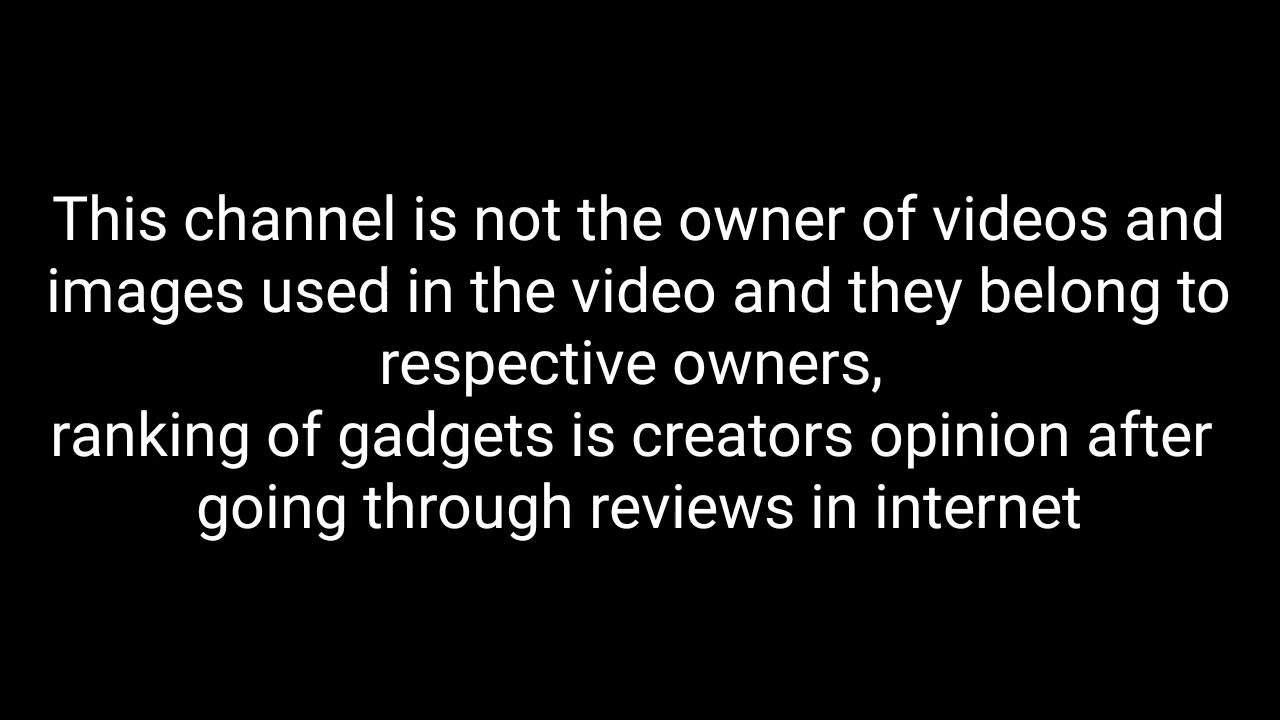 This channel is not the owner of videos and
images used in the video and they belong to
respective owners,
ranking of gadgets is creators opinion after
going through reviews in internet